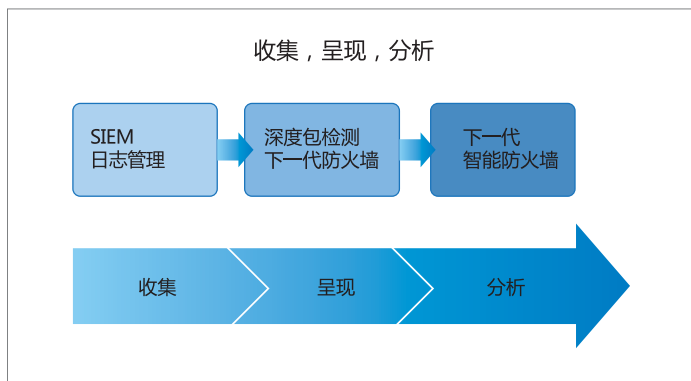 收集，呈现，分析
SIEM
日志管理
深度包检测
下一代防火墙
下一代
智能防火墙
收集
呈现
分析